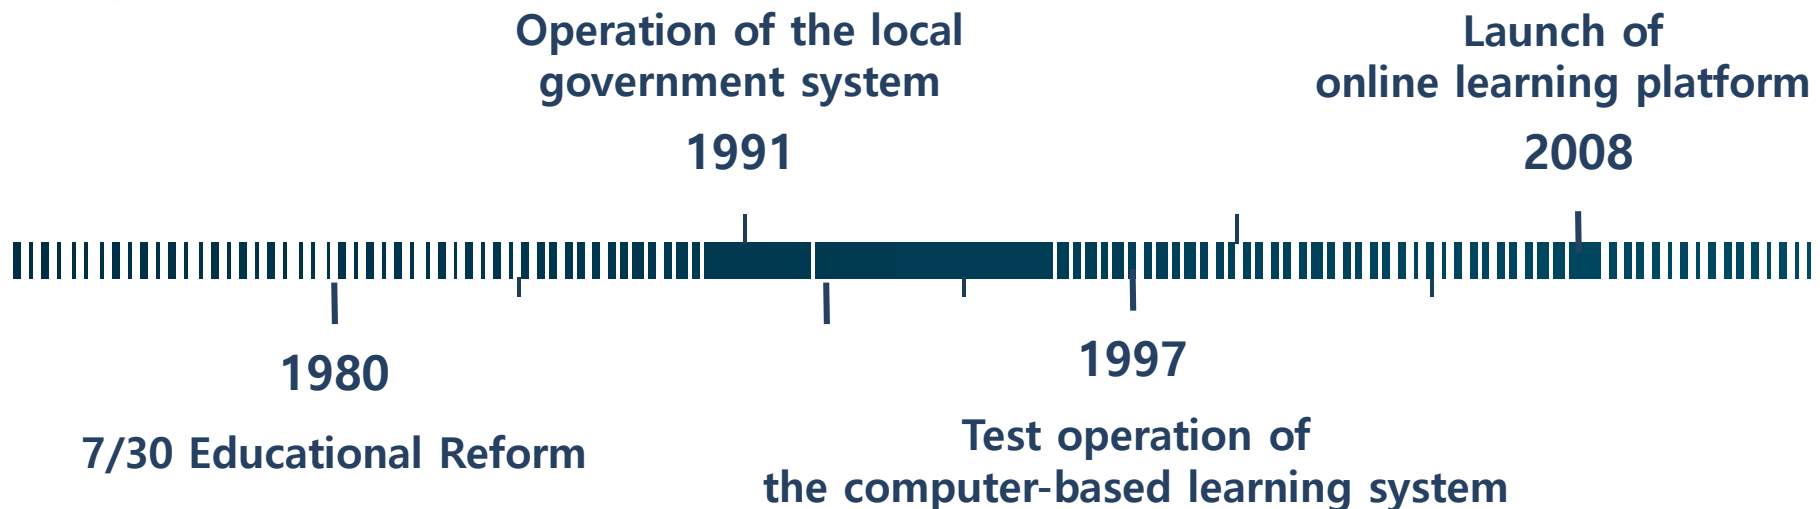 Operation of the local
government system
1991
Launch of
online learning platform
2008
1980
7/30 Educational Reform
1997
Test operation of
the computer-based learning system